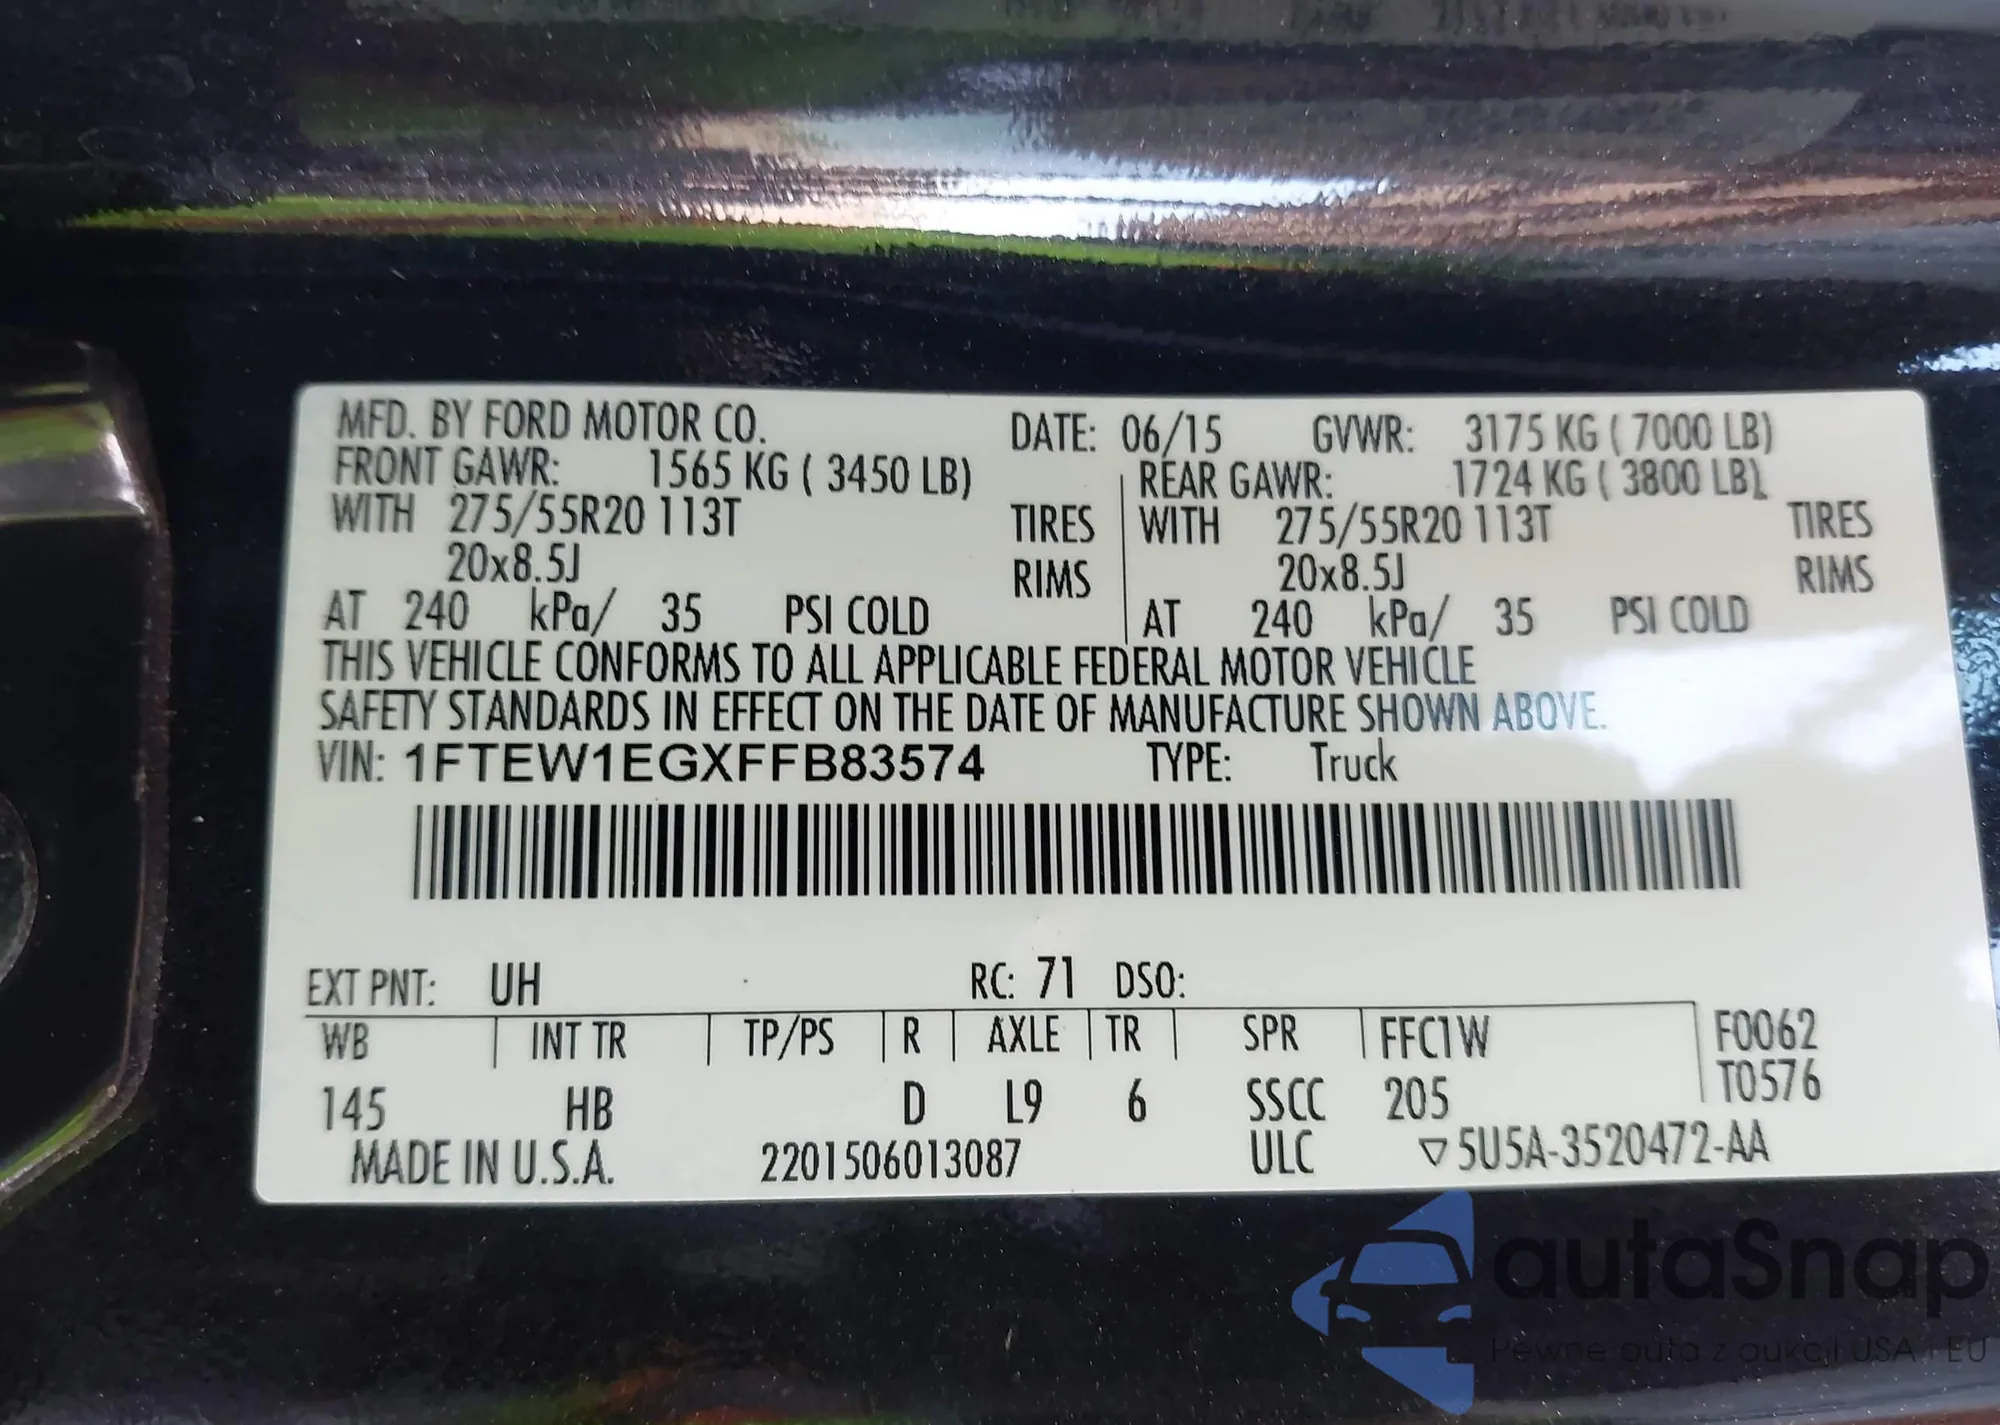 MFD. BY FORD MOTOR CO. DATE: 06/15 GVWR: 3175 KG ( 7000 LB)
FRONT GAWR: 1565 KG ( 3450 LB) REAR GAWR: 1724 KG ( 3800 LB)
WITH 275/55R20 113T TIRES WITH 275/55R20 113T TIRES
20x8.5J RIMS 20x8.5J RIMS
AT 240 kPa/ 35 PSI COLD AT 240 kPa/ 35 PSI COLD
THIS VEHICLE CONFORMS TO ALL APPLICABLE FEDERAL MOTOR VEHICLE
SAFETY STANDARDS IN EFFECT ON THE DATE OF MANUFACTURE SHOWN ABOVE.
VIN: 1FTEW1EGXFFB83574 TYPE: Truck
EXT PNT: UH RC: 71 DSO:
WB INT TR TP/PS R AXLE TR SPR FFC1W F0062
T0576
145 HB D L9 6 SSCC 205
MADE IN U.S.A. 2201506013087 ULC ▽5U5A-3520472-AA
autaSnap
Pewne auta z aukcji USA i EU